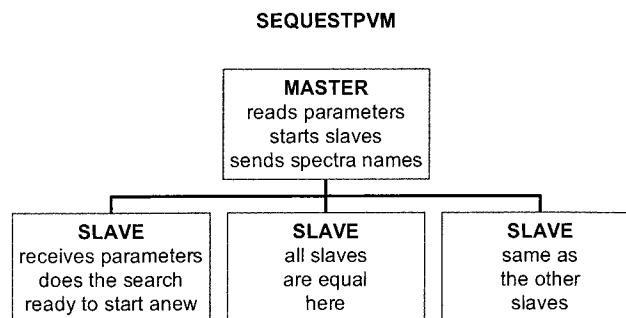 SEQUESTPVM
MASTER
reads parameters
starts slaves
sends spectra names
SLAVE
receives parameters
does the search
ready to start anew
SLAVE
all slaves
are equal
here
SLAVE
same as
the other
slaves